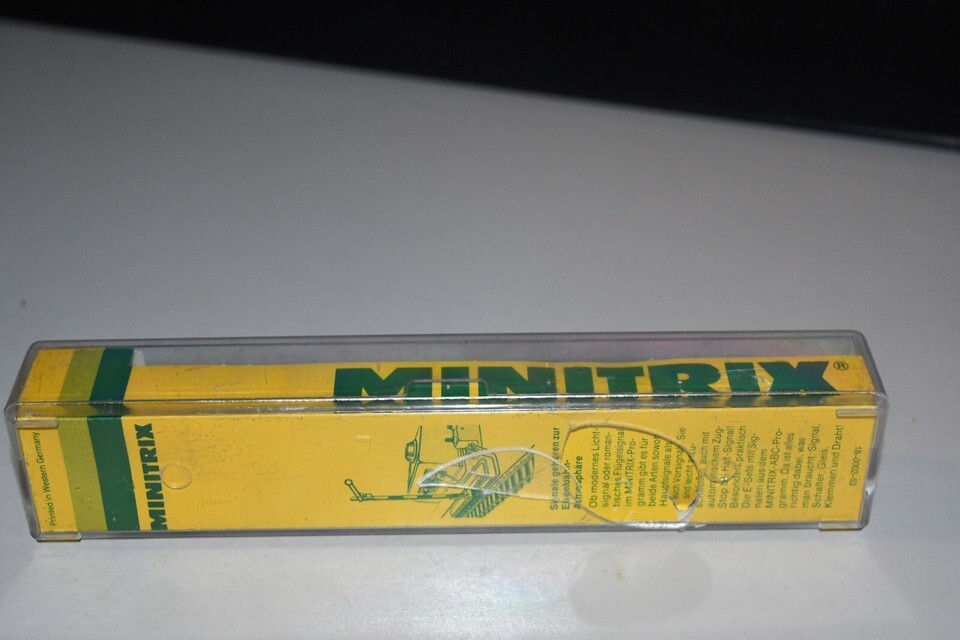 MINITRIX®
Printed in Western Germany
MINITRIX
Signale gehören zur
Eisenbahn-
Atmosphäre
Ob modernes Licht-
signal oder roman-
tisches Flügelsignal
im MINITRIX-Pro-
gramm gibt es für
beide Arten sowohl
Hauptsignale als
auch Vorsignale. Sie
sind leicht
auch mit
automatischem Zug-
Stop bei Halt-Signal!
Besonders praktisch
Die E-Sets mit Sig-
nalen aus dem
MINITRIX-ABC-Pro-
gramm. Da ist alles
richtig dabei, was
man braucht: Signal,
Schalter, Gleis,
Klemmen und Draht!